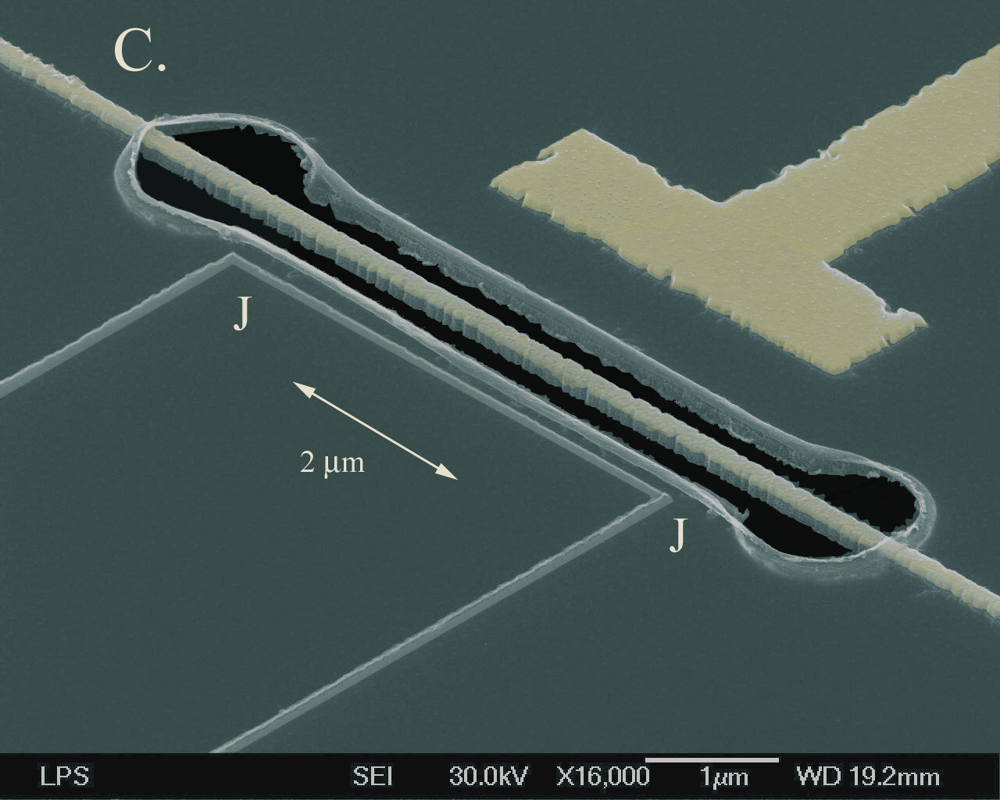 C.
J
2 μm
J
LPS SEI 30.0kV X16,000 1μm WD 19.2mm